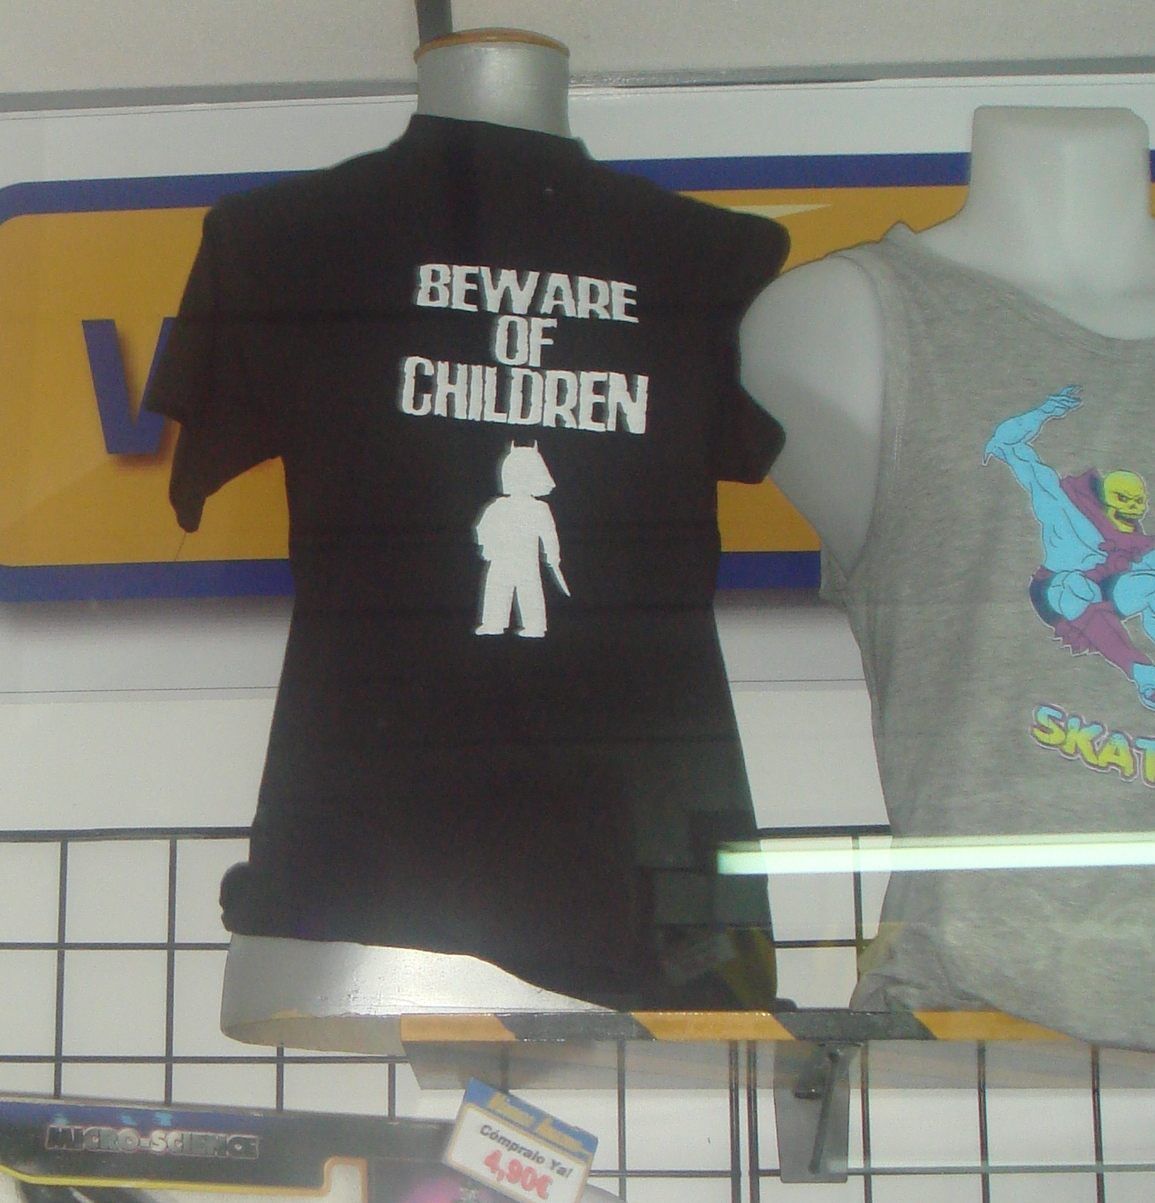 BEWARE
OF
CHILDREN
SKAT
MICRO-SCIENCE
Cómpralo Ya!
4,90€